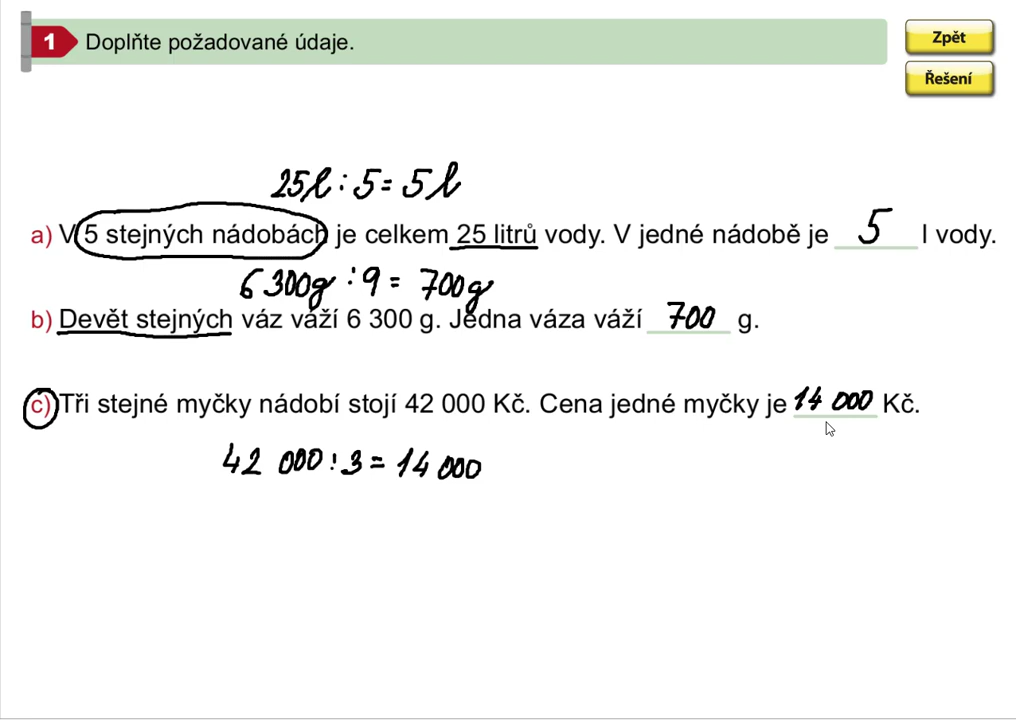 1 Doplňte požadované údaje.
Zpět
Řešení
25l : 5 = 5 l
a) V 5 stejných nádobách je celkem 25 litrů vody. V jedné nádobě je 5 l vody.
6 300g : 9 = 700g
b) Devět stejných váz váží 6 300 g. Jedna váza váží 700 g.
c) Tři stejné myčky nádobí stojí 42 000 Kč. Cena jedné myčky je 14 000 Kč.
42 000 : 3 = 14 000